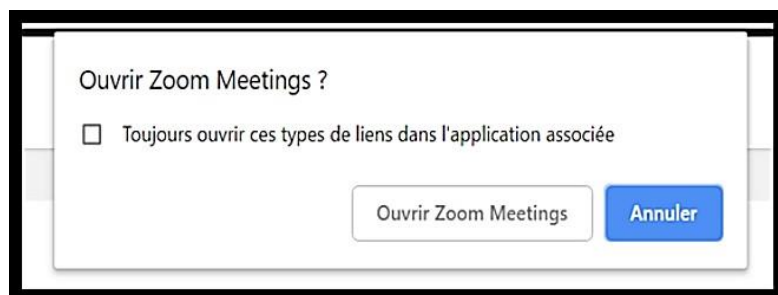 Ouvrir Zoom Meetings ?
Toujours ouvrir ces types de liens dans l'application associée
Ouvrir Zoom Meetings
Annuler